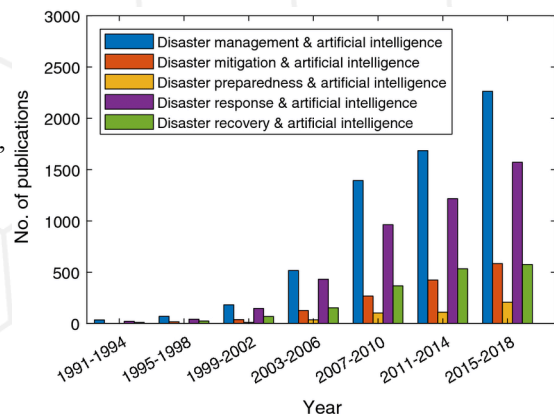 3000
2500
2000
1500
1000
500
0
No. of publications
Disaster management & artificial intelligence
Disaster mitigation & artificial intelligence
Disaster preparedness & artificial intelligence
Disaster response & artificial intelligence
Disaster recovery & artificial intelligence
1991-1994
1995-1998
1999-2002
2003-2006
2007-2010
2011-2014
2015-2018
Year